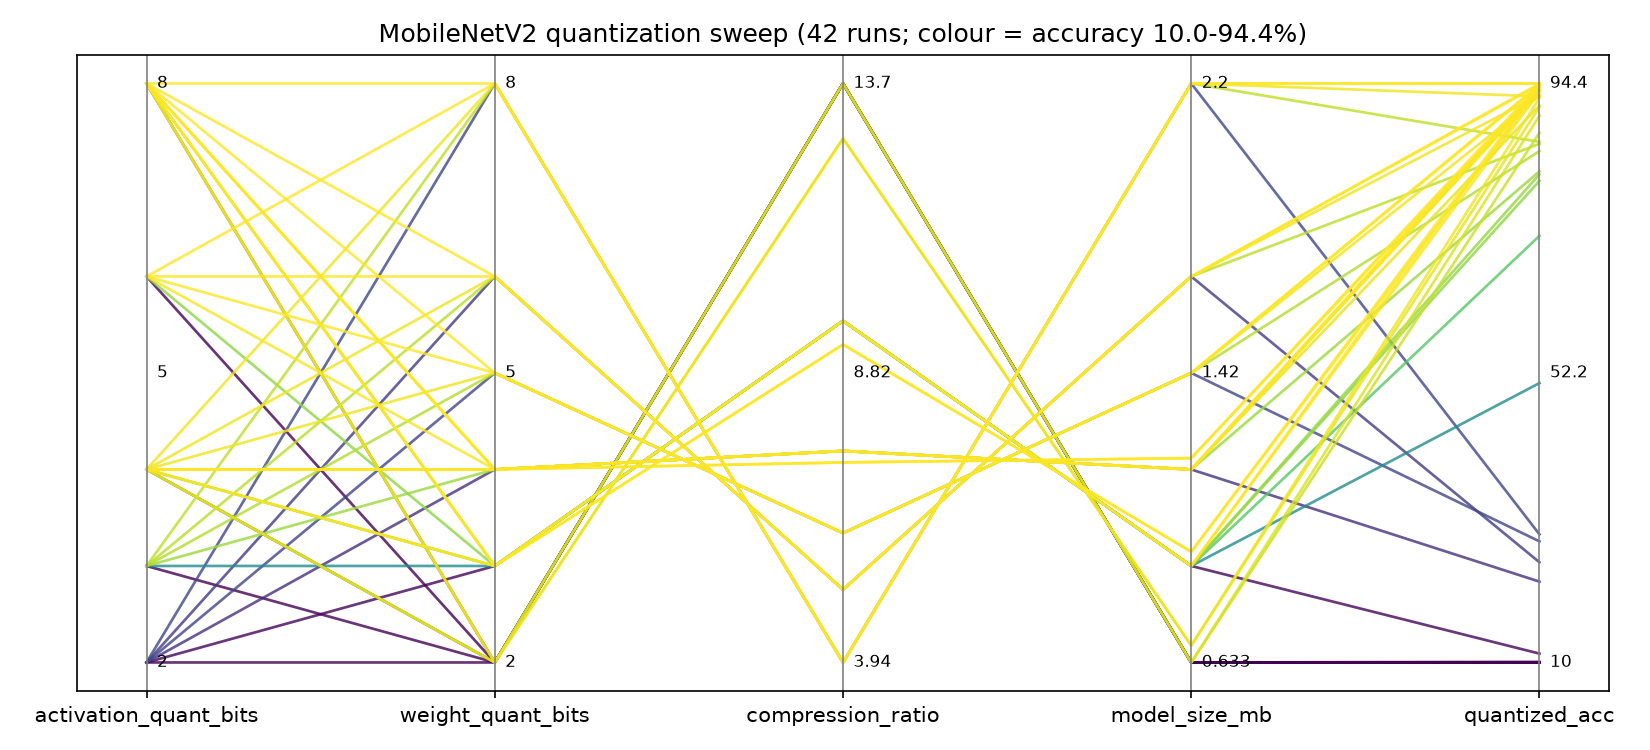 MobileNetV2 quantization sweep (42 runs; colour = accuracy 10.0-94.4%)
8
8
13.7
2.2
94.4
5
5
8.82
1.42
52.2
2
2
3.94
0.633
10
activation_quant_bits
weight_quant_bits
compression_ratio
model_size_mb
quantized_acc